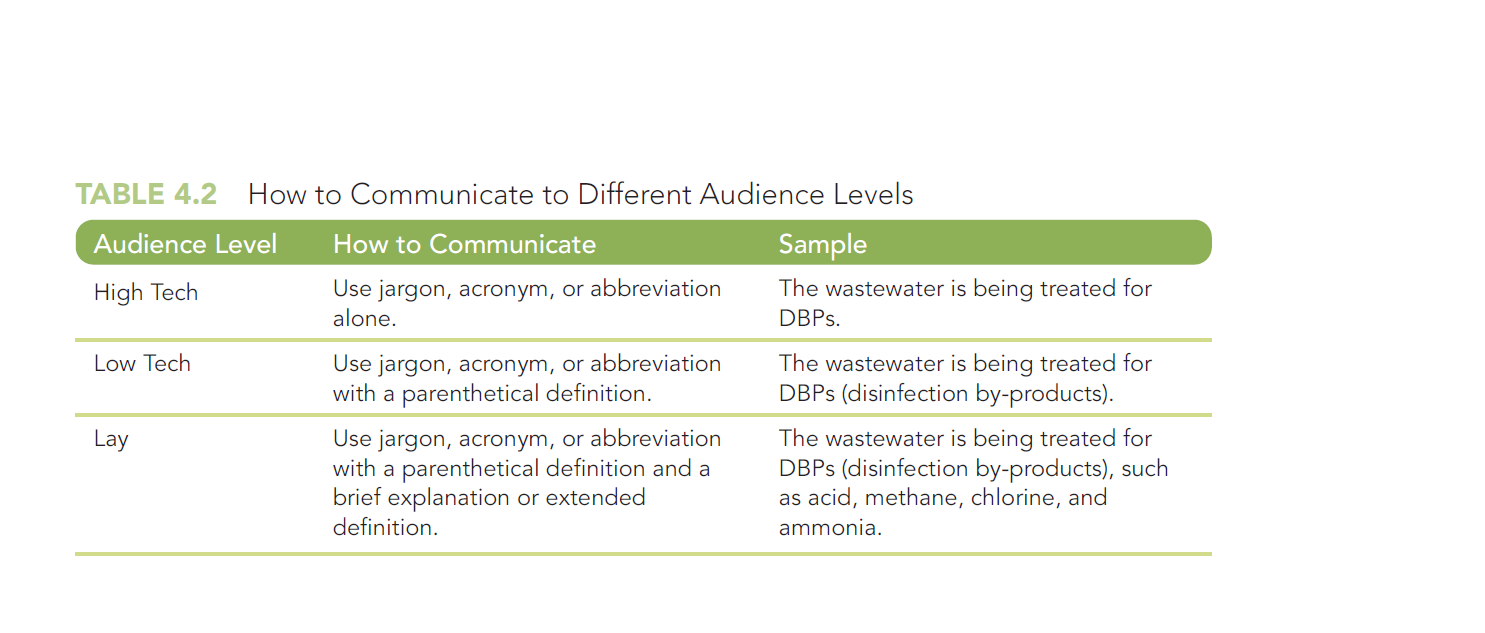 TABLE 4.2 How to Communicate to Different Audience Levels
Audience Level How to Communicate Sample
High Tech
Use jargon, acronym, or abbreviation
alone.
The wastewater is being treated for
DBPs.
Low Tech
Use jargon, acronym, or abbreviation
with a parenthetical definition.
The wastewater is being treated for
DBPs (disinfection by-products).
Lay
Use jargon, acronym, or abbreviation
with a parenthetical definition and a
brief explanation or extended
definition.
The wastewater is being treated for
DBPs (disinfection by-products), such
as acid, methane, chlorine, and
ammonia.